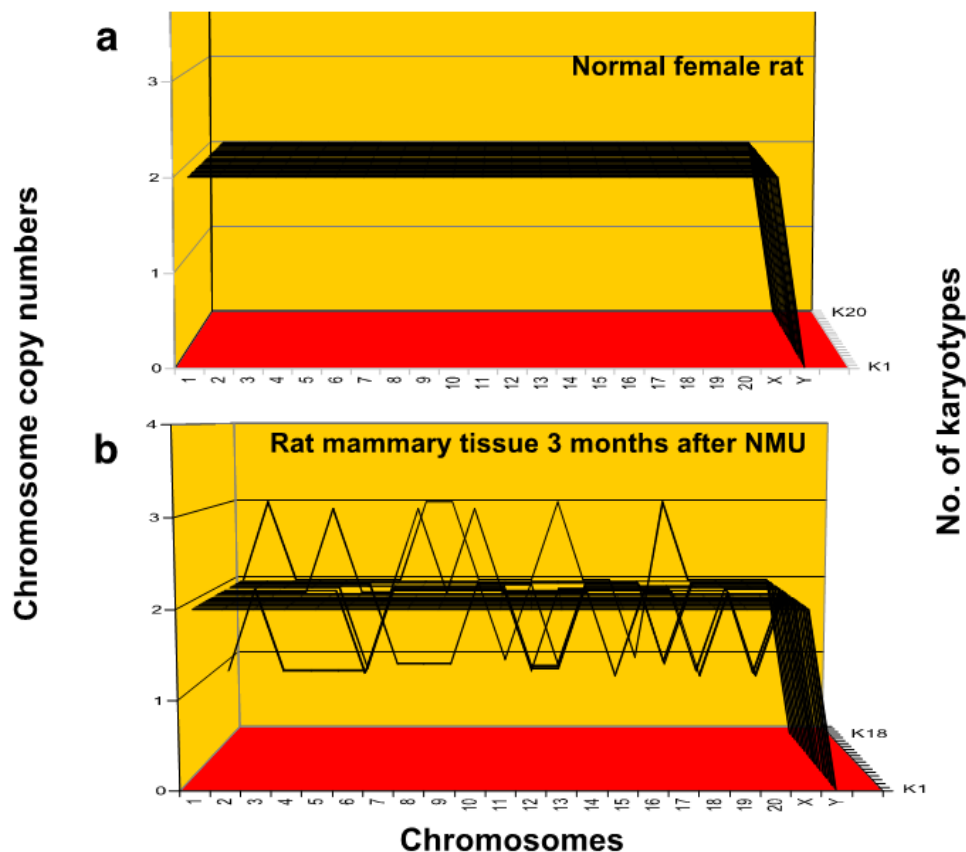 a
Normal female rat
3
2
1
0
K20
K1
1 2 3 4 5 6 7 8 9 10 11 12 13 14 15 16 17 18 19 20 X Y
Chromosome copy numbers
No. of karyotypes
b
Rat mammary tissue 3 months after NMU
4
3
2
1
0
K18
K1
1 2 3 4 5 6 7 8 9 10 11 12 13 14 15 16 17 18 19 20 X Y
Chromosomes